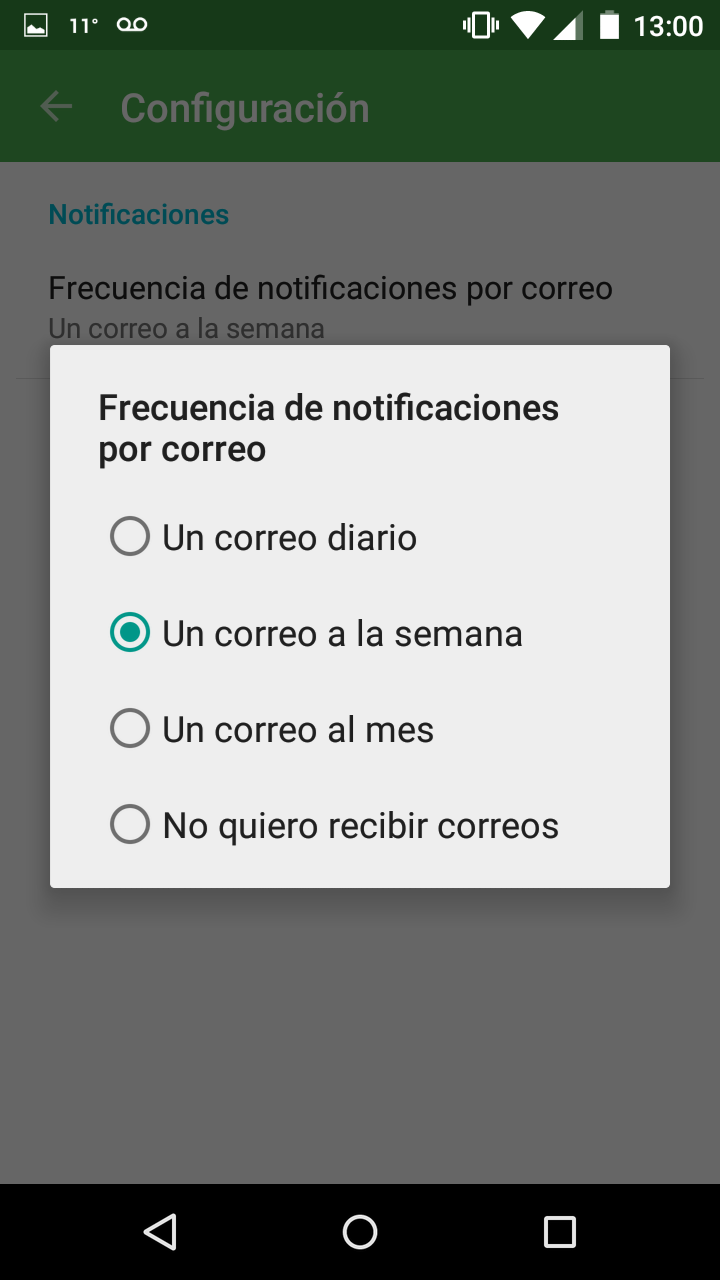 11° 13:00
Configuración
Notificaciones
Frecuencia de notificaciones por correo
Un correo a la semana
Frecuencia de notificaciones
por correo
Un correo diario
Un correo a la semana
Un correo al mes
No quiero recibir correos